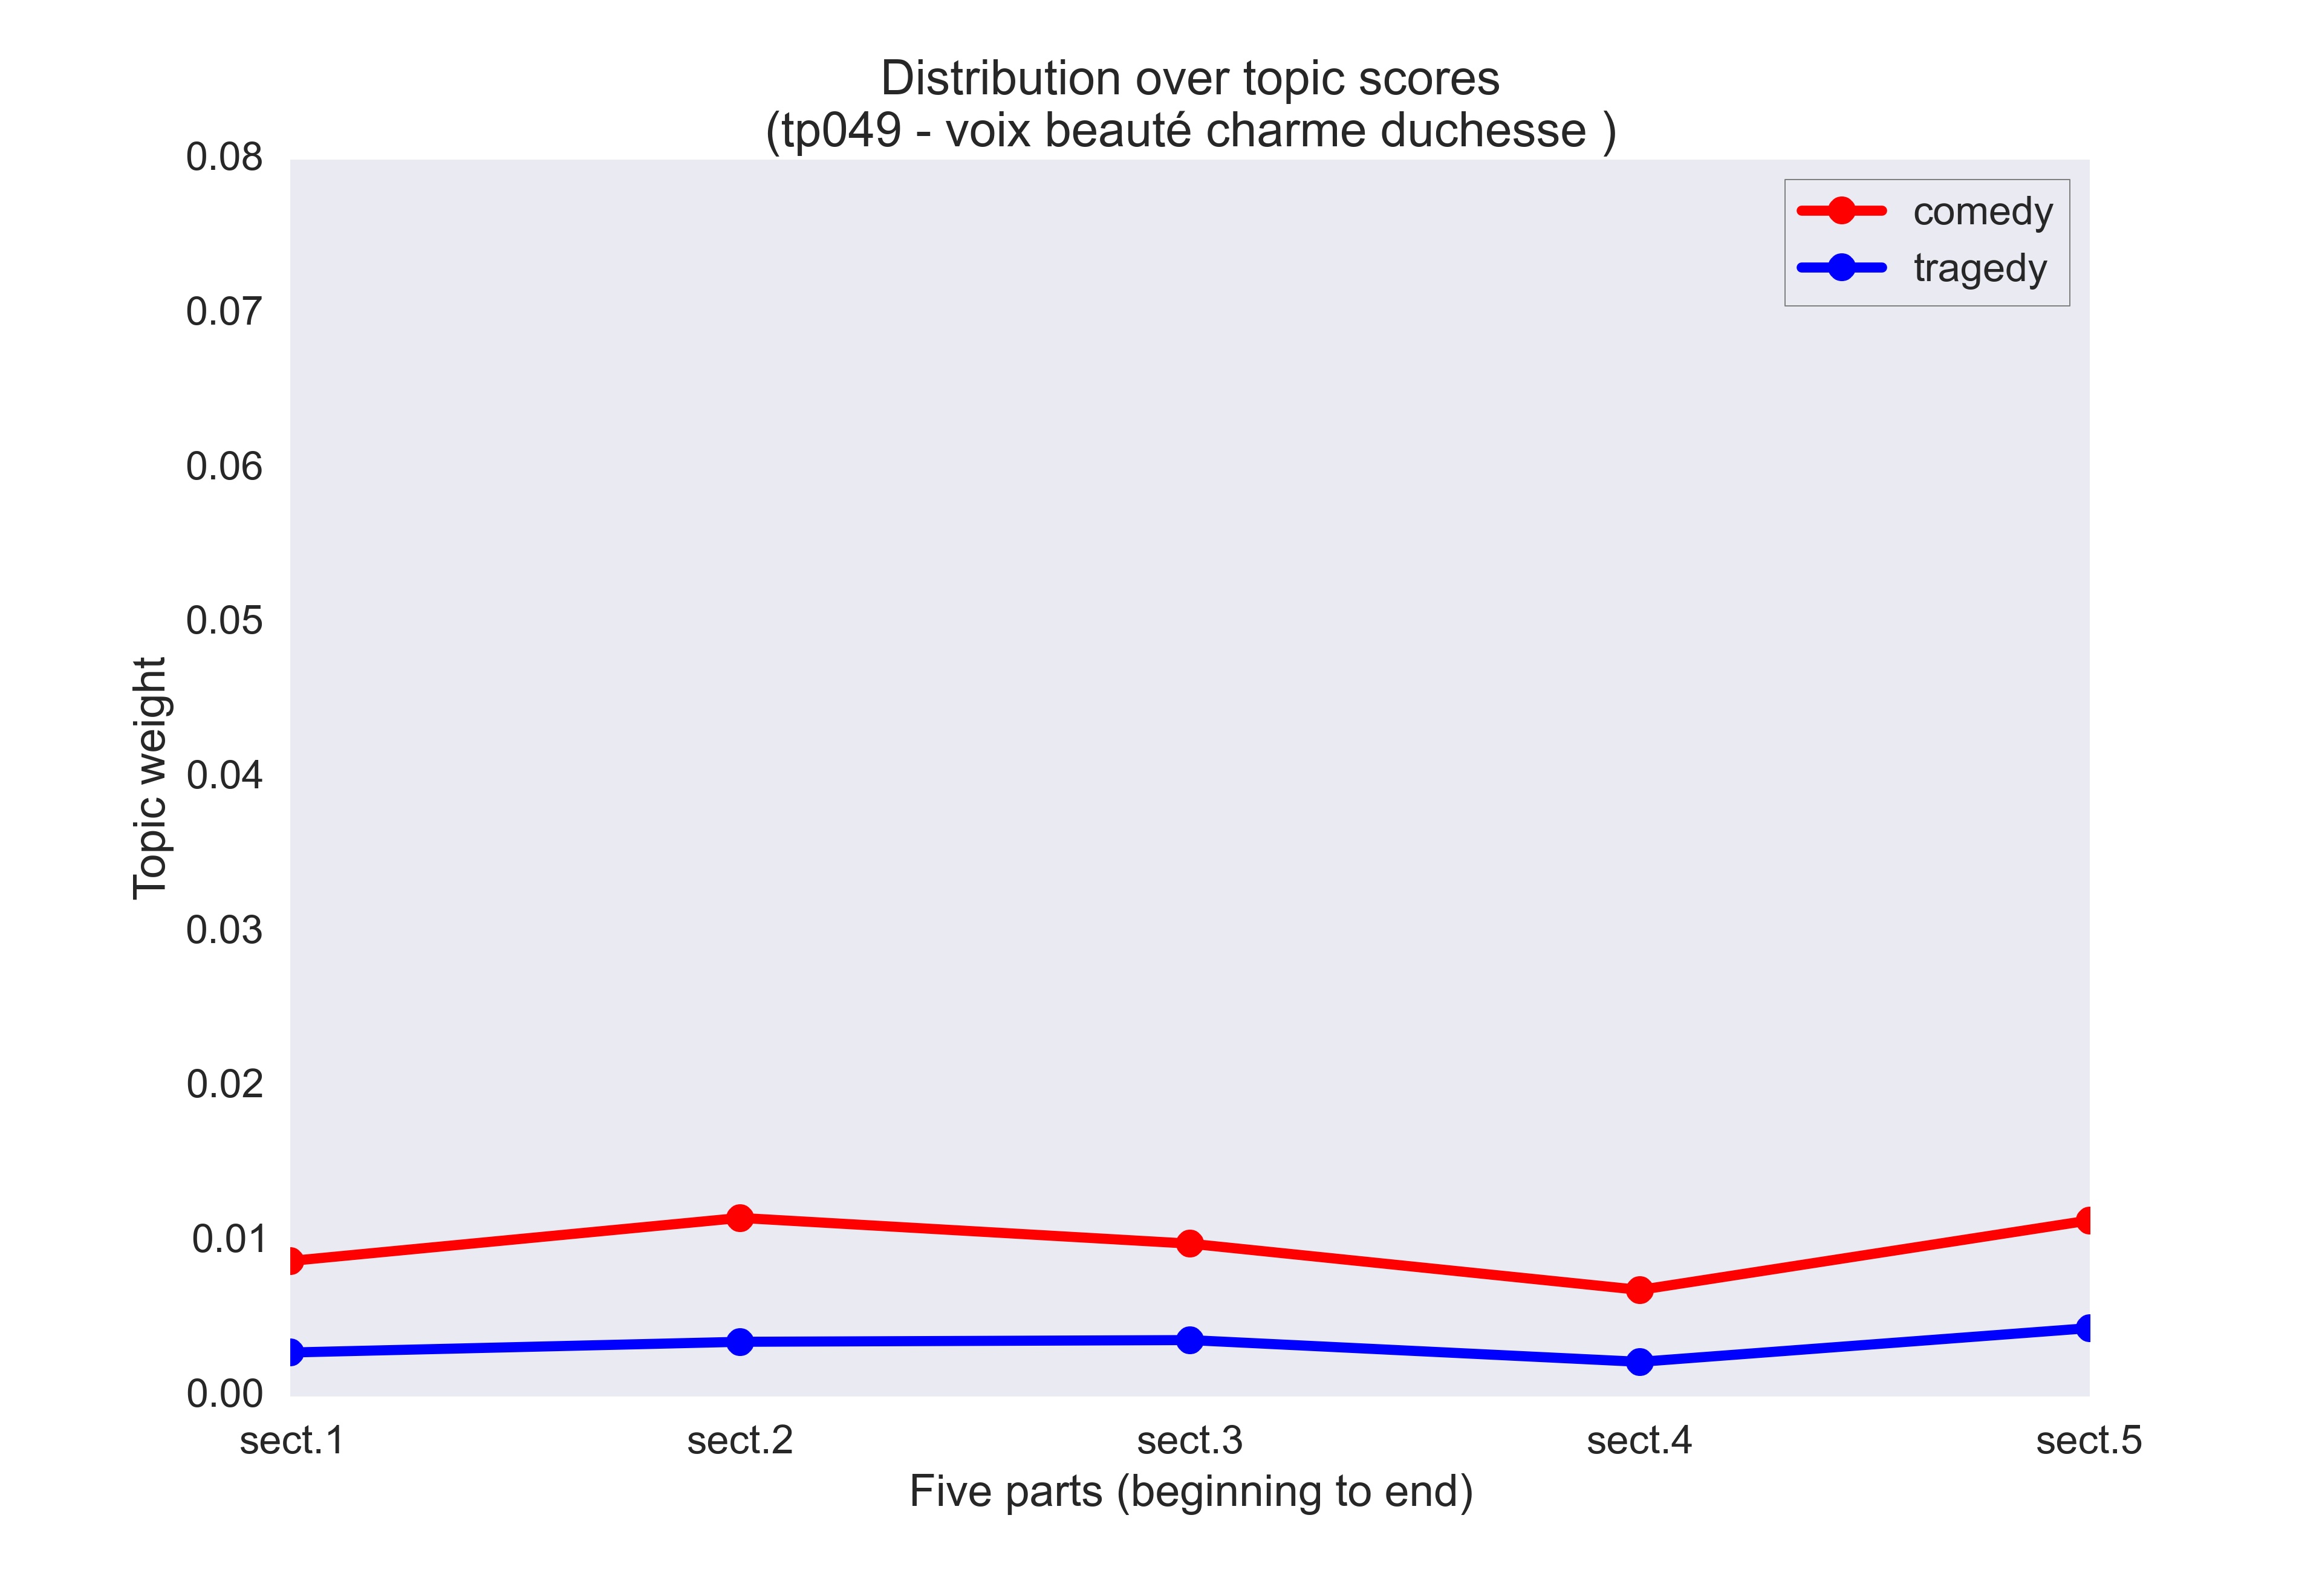 Distribution over topic scores
(tp049 - voix beauté charme duchesse )
comedy
tragedy
Topic weight
0.08
0.07
0.06
0.05
0.04
0.03
0.02
0.01
0.00
sect.1 sect.2 sect.3 sect.4 sect.5
Five parts (beginning to end)